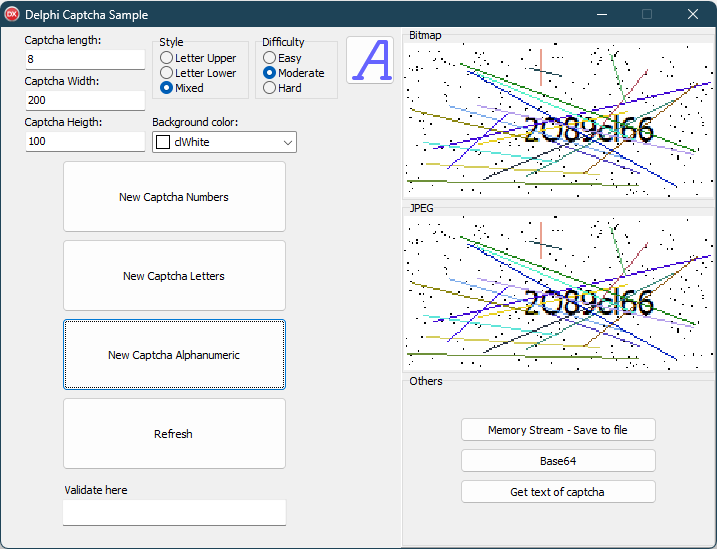 Delphi Captcha Sample
Captcha length:
8
Captcha Width:
200
Captcha Heigth:
100
Style
Letter Upper
Letter Lower
Mixed
Difficulty
Easy
Moderate
Hard
A
Background color:
clWhite
New Captcha Numbers
New Captcha Letters
New Captcha Alphanumeric
Refresh
Validate here
Bitmap
2O89cl66
JPEG
2O89cl66
Others
Memory Stream - Save to file
Base64
Get text of captcha